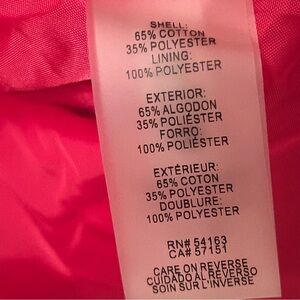 SHELL:
65% COTTON
35% POLYESTER
LINING:
100% POLYESTER
EXTERIOR:
65% ALGODON
35% POLIÉSTER
FORRO:
100% POLIÉSTER
EXTÉRIEUR:
65% COTON
35% POLYESTER
DOUBLURE:
100% POLYESTER
RN# 54163
CA# 57151
CARE ON REVERSE
CUIDADO AL REVERSO
SOIN SUR L'INVERSE